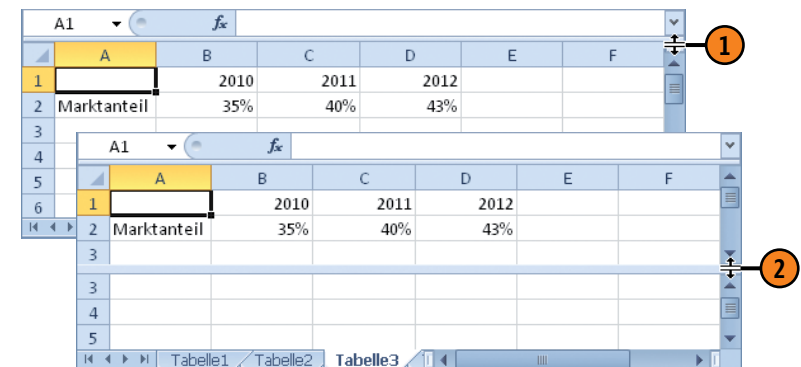 A1 fx
1
A B C D E F
1 2010 2011 2012
2 Marktanteil 35% 40% 43%
3
4
5
6
A1 fx
A B C D E F
1 2010 2011 2012
2 Marktanteil 35% 40% 43%
3
2
3
4
5
Tabelle1 Tabelle2 Tabelle3